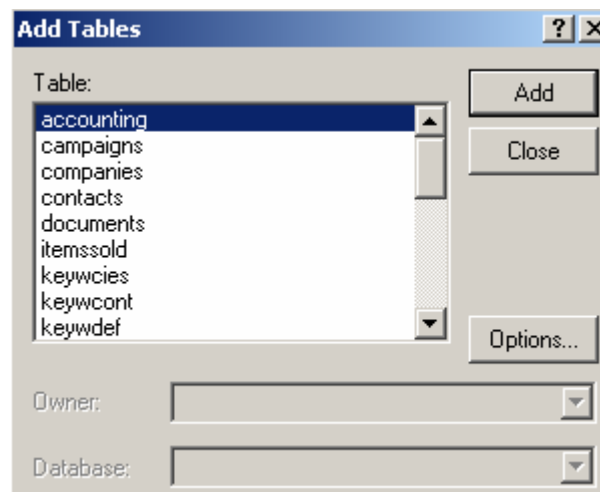 Add Tables
Table:
accounting
campaigns
companies
contacts
documents
itemssold
keywcies
keywcont
keywdef
Add
Close
Options...
Owner:
Database: